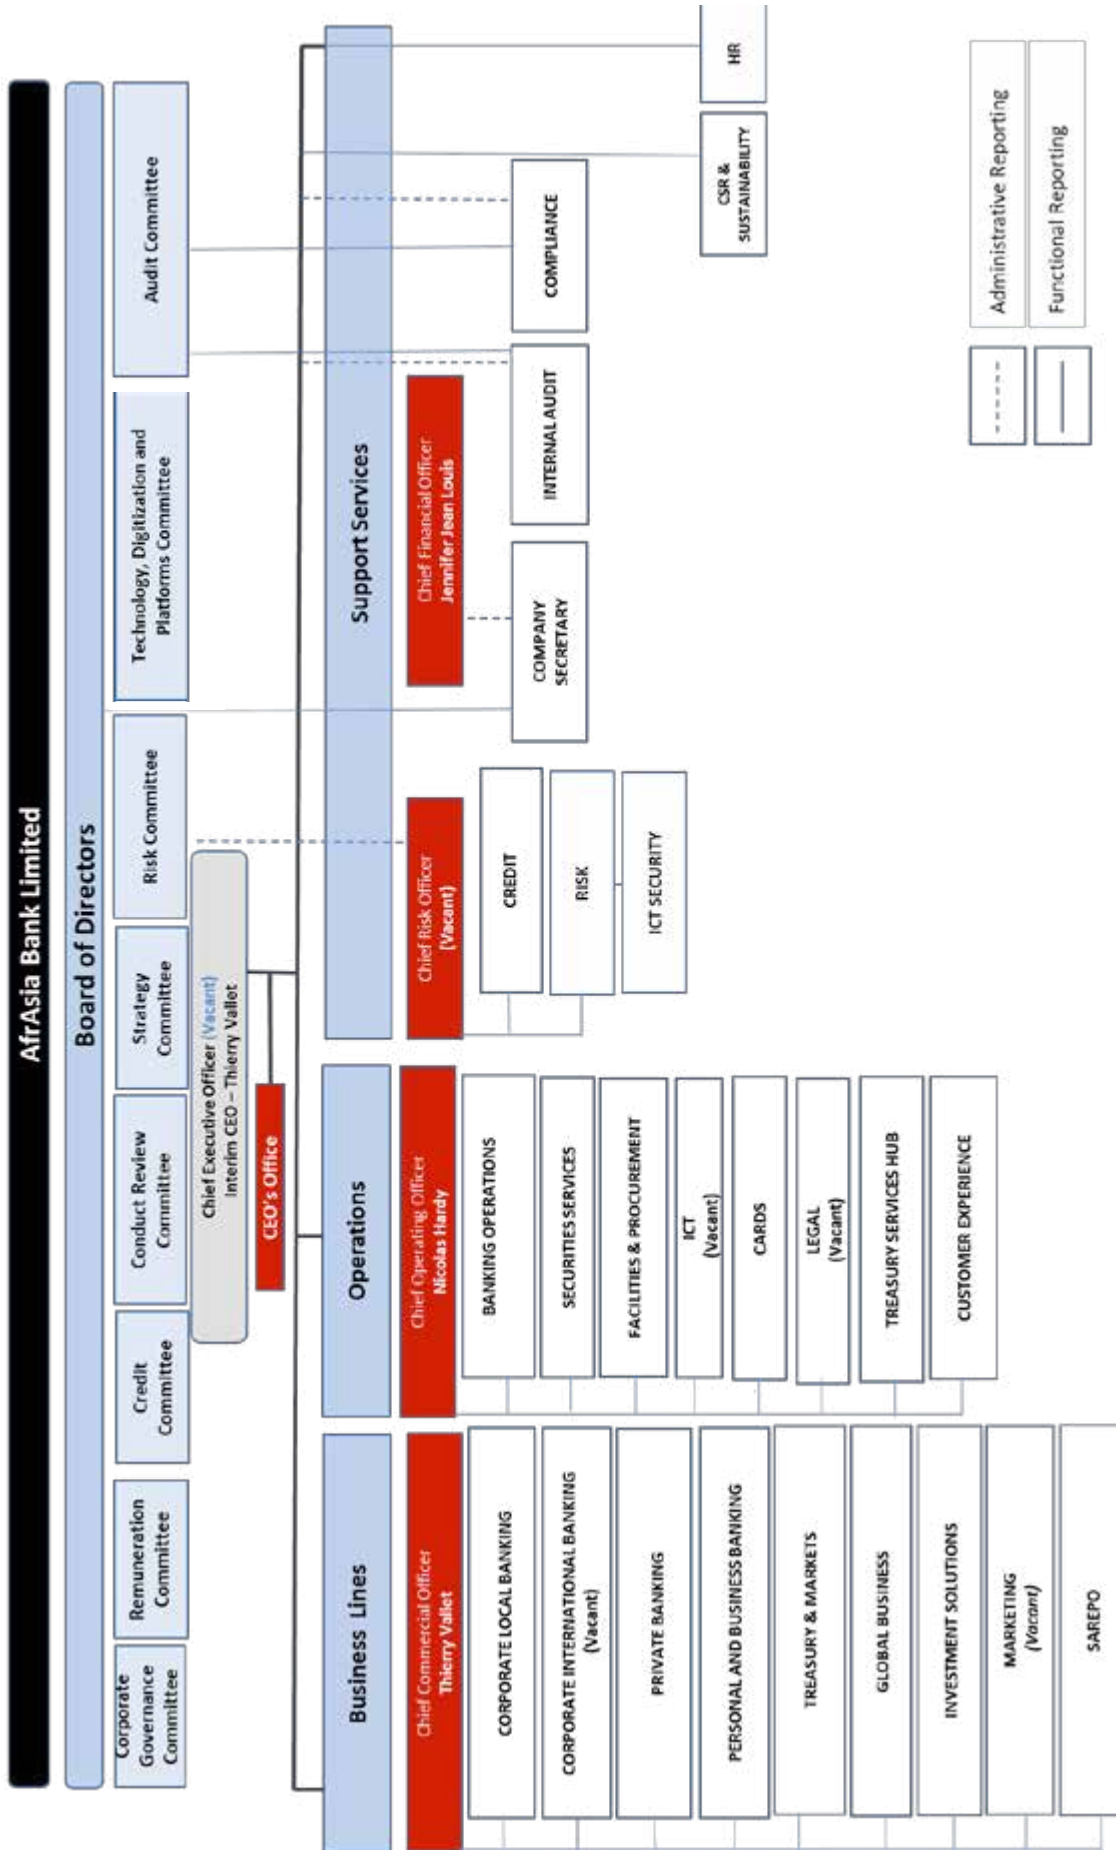 AfrAsia Bank Limited
Board of Directors
Corporate
Governance
Committee
Remuneration
Committee
Credit
Committee
Conduct Review
Committee
Strategy
Committee
Risk Committee
Technology, Digitization and
Platforms Committee
Audit Committee
Chief Executive Officer (Vacant)
Interim CEO – Thierry Vallet
CEO's Office
Business Lines
Operations
Support Services
Chief Commercial Officer
Thierry Vallet
Chief Operating Officer
Nicolas Hardy
Chief Risk Officer
(Vacant)
Chief Financial Officer
Jennifer Jean Louis
CORPORATE LOCAL BANKING
CORPORATE INTERNATIONAL BANKING
(Vacant)
PRIVATE BANKING
PERSONAL AND BUSINESS BANKING
TREASURY & MARKETS
GLOBAL BUSINESS
INVESTMENT SOLUTIONS
MARKETING
(Vacant)
SAREPO
BANKING OPERATIONS
SECURITIES SERVICES
FACILITIES & PROCUREMENT
ICT
(Vacant)
CARDS
LEGAL
(Vacant)
TREASURY SERVICES HUB
CUSTOMER EXPERIENCE
CREDIT
RISK
ICT SECURITY
COMPANY
SECRETARY
INTERNAL AUDIT
COMPLIANCE
CSR &
SUSTAINABILITY
HR
Administrative Reporting
Functional Reporting